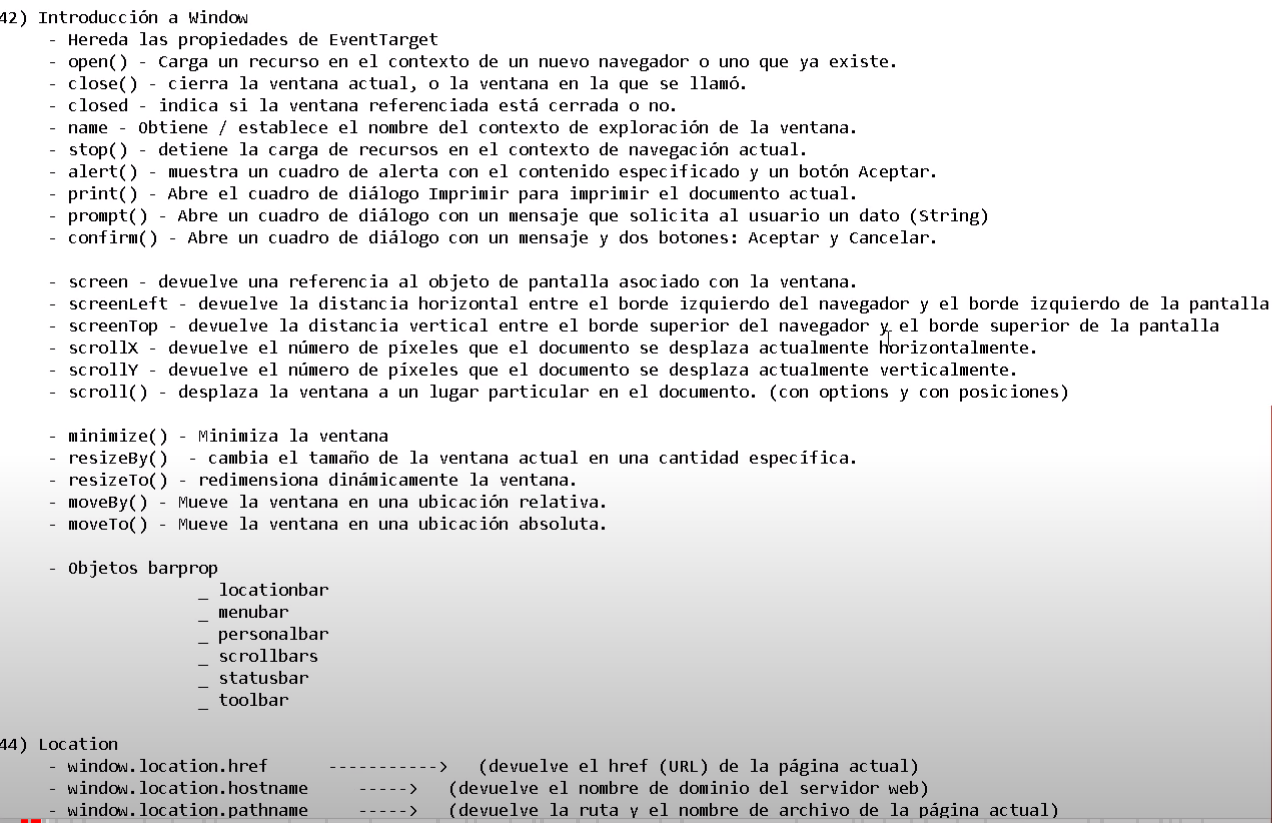 42) Introducción a Window
- Hereda las propiedades de EventTarget
- open() - Carga un recurso en el contexto de un nuevo navegador o uno que ya existe.
- close() - cierra la ventana actual, o la ventana en la que se llamó.
- closed - indica si la ventana referenciada está cerrada o no.
- name - Obtiene / establece el nombre del contexto de exploración de la ventana.
- stop() - detiene la carga de recursos en el contexto de navegación actual.
- alert() - muestra un cuadro de alerta con el contenido especificado y un botón Aceptar.
- print() - Abre el cuadro de diálogo Imprimir para imprimir el documento actual.
- prompt() - Abre un cuadro de diálogo con un mensaje que solicita al usuario un dato (String)
- confirm() - Abre un cuadro de diálogo con un mensaje y dos botones: Aceptar y Cancelar.
- screen - devuelve una referencia al objeto de pantalla asociado con la ventana.
- screenLeft - devuelve la distancia horizontal entre el borde izquierdo del navegador y el borde izquierdo de la pantalla
- screenTop - devuelve la distancia vertical entre el borde superior del navegador y el borde superior de la pantalla
- scrollX - devuelve el número de píxeles que el documento se desplaza actualmente horizontalmente.
- scrollY - devuelve el número de píxeles que el documento se desplaza actualmente verticalmente.
- scroll() - desplaza la ventana a un lugar particular en el documento. (con options y con posiciones)
- minimize() - Minimiza la ventana
- resizeBy()  - cambia el tamaño de la ventana actual en una cantidad específica.
- resizeTo() - redimensiona dinámicamente la ventana.
- moveBy() - Mueve la ventana en una ubicación relativa.
- moveTo() - Mueve la ventana en una ubicación absoluta.
- Objetos barprop
_ locationbar
_ menubar
_ personalbar
_ scrollbars
_ statusbar
_ toolbar
44) Location
- window.location.href -----------> (devuelve el href (URL) de la página actual)
- window.location.hostname -----> (devuelve el nombre de dominio del servidor web)
- window.location.pathname -----> (devuelve la ruta y el nombre de archivo de la página actual)